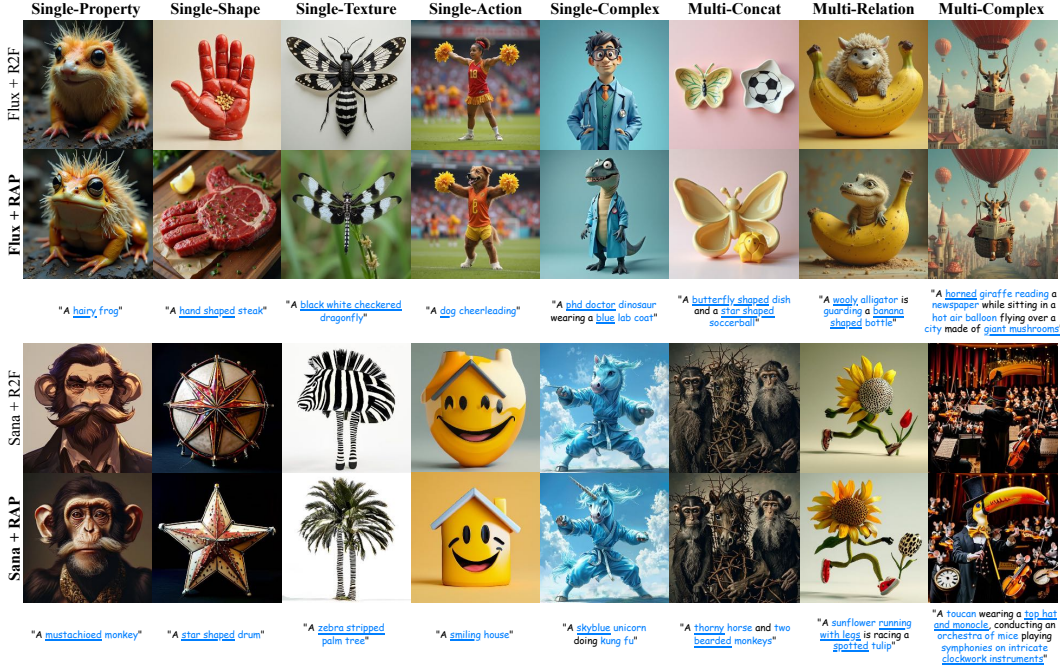 Single-Property Single-Shape Single-Texture Single-Action Single-Complex Multi-Concat Multi-Relation Multi-Complex
Flux + R2F
Flux + RAP
"A hairy frog"
"A hand shaped steak"
"A black white checkered
dragonfly"
"A dog cheerleading"
"A phd doctor dinosaur
wearing a blue lab coat"
"A butterfly shaped dish
and a star shaped
soccerball"
"A wooly alligator is
guarding a banana
shaped bottle"
"A horned giraffe reading a
newspaper while sitting in a
hot air balloon flying over a
city made of giant mushrooms"
Sana + R2F
Sana + RAP
"A mustachioed monkey"
"A star shaped drum"
"A zebra stripped
palm tree"
"A smiling house"
"A skyblue unicorn
doing kung fu"
"A thorny horse and two
bearded monkeys"
"A sunflower running
with legs is racing a
spotted tulip"
"A toucan wearing a top hat
and monocle, conducting an
orchestra of mice playing
symphonies on intricate
clockwork instruments"